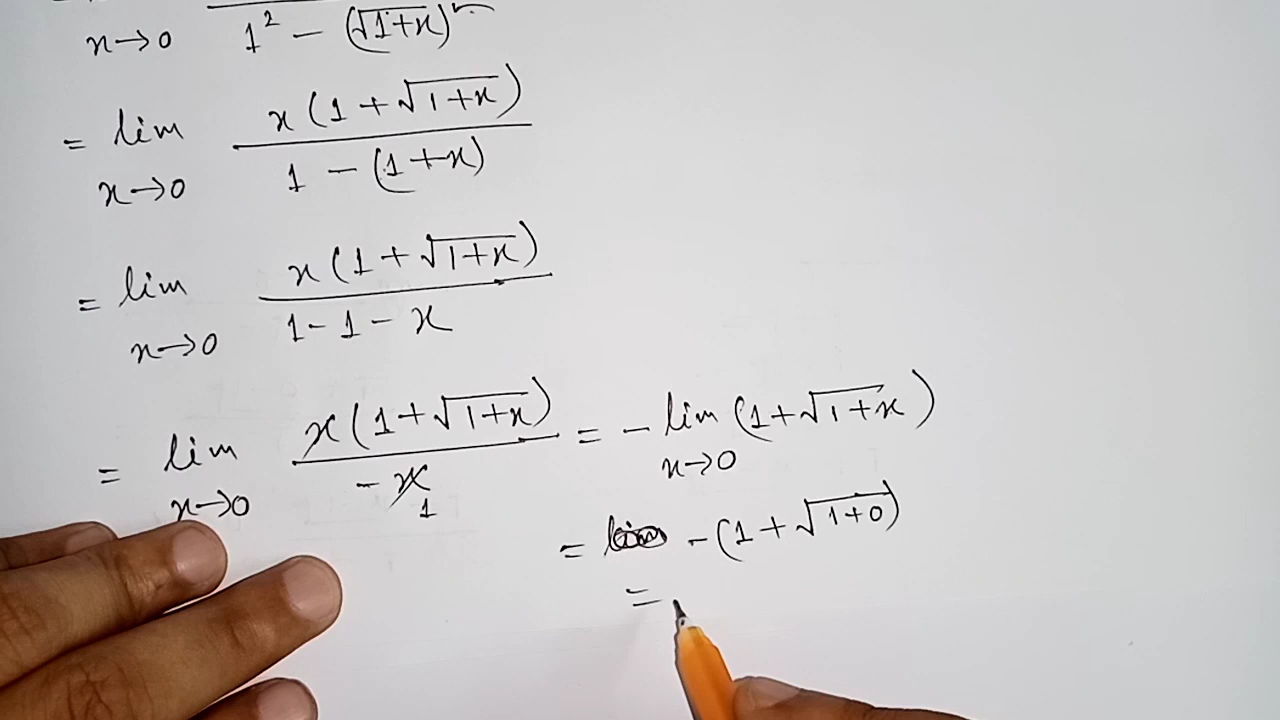 x→0 1² − (√1+x)²
= lim x(1+√1+x) / 1−(1+x)
x→0
= lim x(1+√1+x) / 1−1−x
x→0
= lim x(1+√1+x) / −x 1 = − lim (1+√1+x)
x→0 x→0
= −(1+√1+0)
=